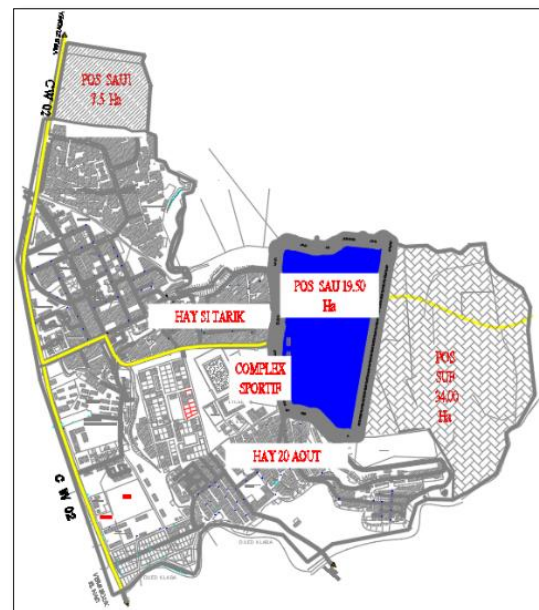 CW 02
POS SAU1
7.5 Ha
POS SAU 19.50
Ha
HAY SI TARIK
COMPLEX
SPORTIF
POS
SUF
34.00
Ha
HAY 20 AOUT
C W 02